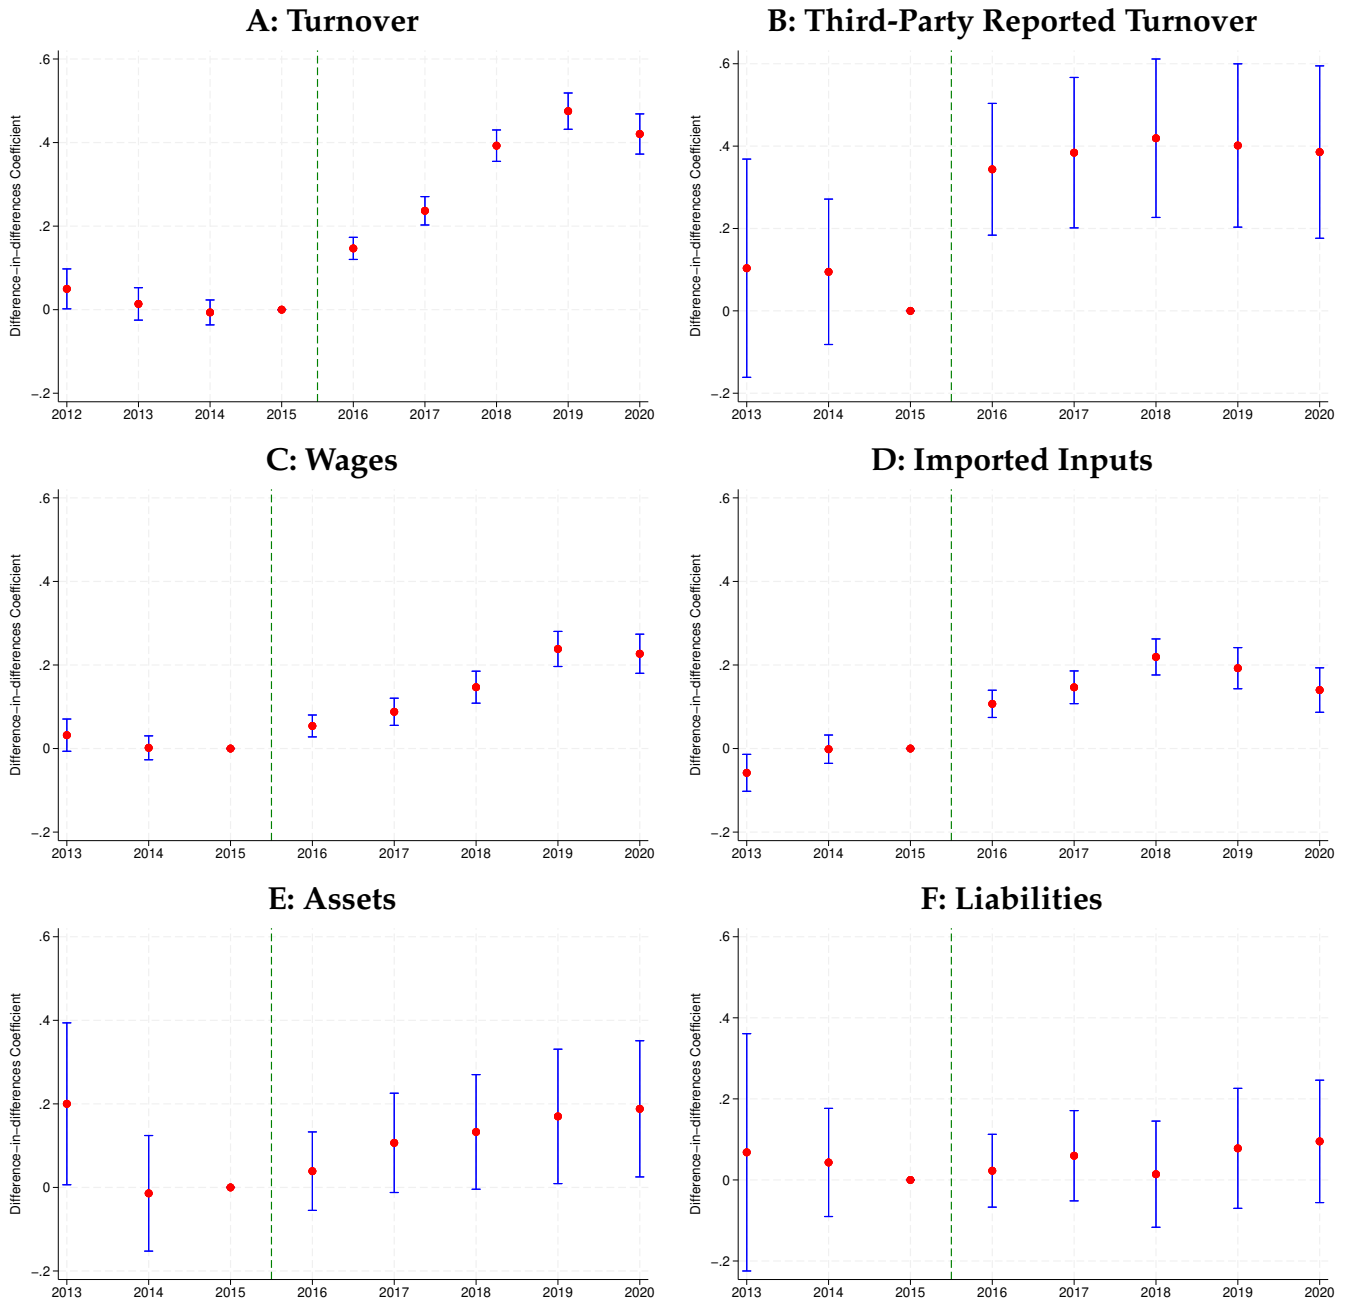 A: Turnover
Difference−in−differences Coefficient
.6
.4
.2
0
−.2
2012 2013 2014 2015 2016 2017 2018 2019 2020
B: Third-Party Reported Turnover
Difference−in−differences Coefficient
.6
.4
.2
0
−.2
2013 2014 2015 2016 2017 2018 2019 2020
C: Wages
Difference−in−differences Coefficient
.6
.4
.2
0
−.2
2013 2014 2015 2016 2017 2018 2019 2020
D: Imported Inputs
Difference−in−differences Coefficient
.6
.4
.2
0
−.2
2013 2014 2015 2016 2017 2018 2019 2020
E: Assets
Difference−in−differences Coefficient
.6
.4
.2
0
−.2
2013 2014 2015 2016 2017 2018 2019 2020
F: Liabilities
Difference−in−differences Coefficient
.6
.4
.2
0
−.2
2013 2014 2015 2016 2017 2018 2019 2020